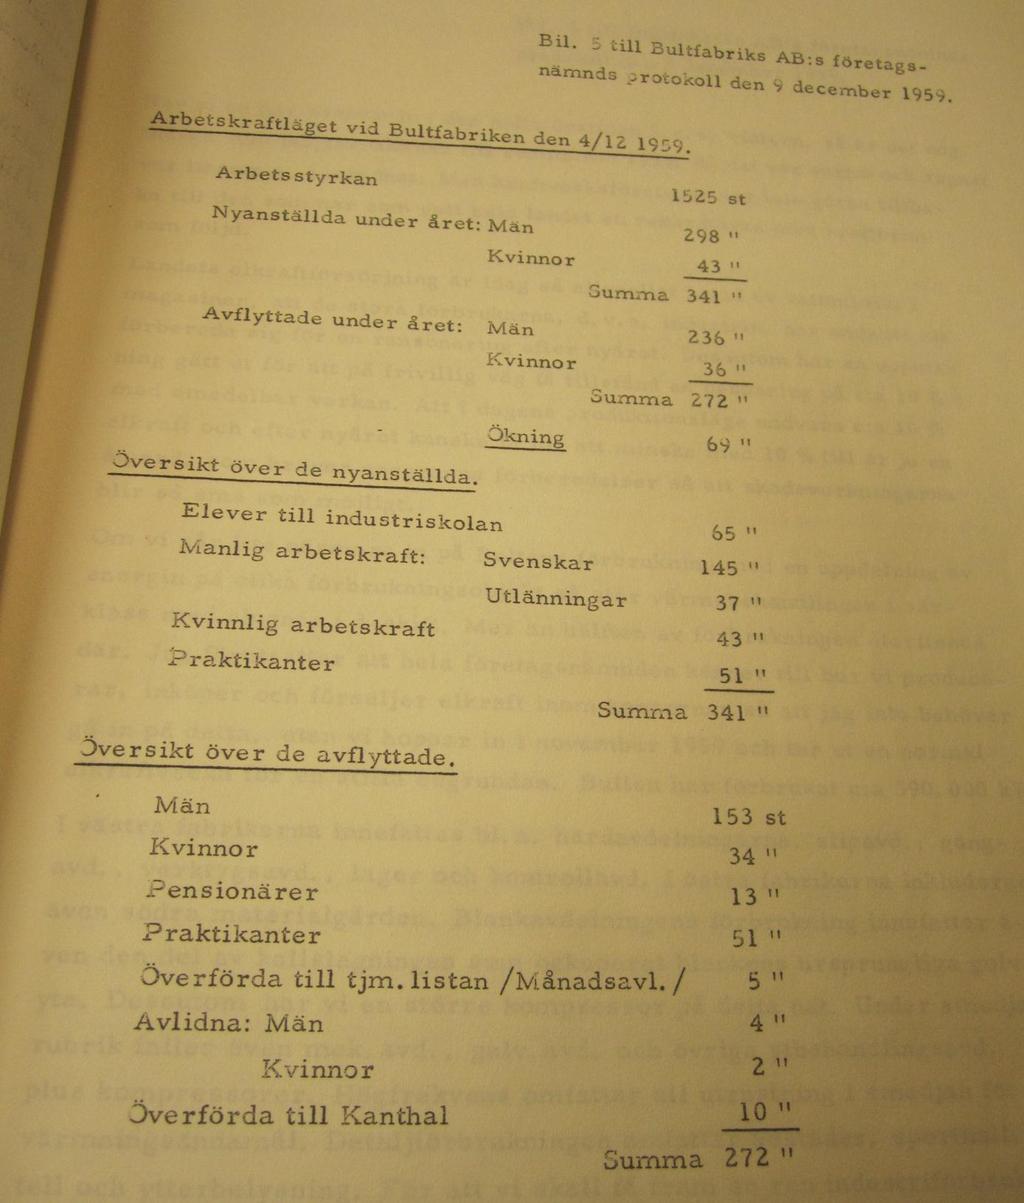 Bil. 5 till Bultfabriks AB:s företags-
nämnds protokoll den 9 december 1959.
Arbetskraftläget vid Bultfabriken den 4/12 1959.
Arbetsstyrkan 1525 st
Nyanställda under året: Män 298 "
Kvinnor 43 "
Summa 341 "
Avflyttade under året: Män 236 "
Kvinnor 36 "
Summa 272 "
Ökning 69 "
Översikt över de nyanställda.
Elever till industriskolan 65 "
Manlig arbetskraft: Svenskar 145 "
Utlänningar 37 "
Kvinnlig arbetskraft 43 "
Praktikanter 51 "
Summa 341 "
Översikt över de avflyttade.
Män 153 st
Kvinnor 34 "
Pensionärer 13 "
Praktikanter 51 "
Överförda till tjm.listan /Månadsavl./ 5 "
Avlidna: Män 4 "
Kvinnor 2 "
Överförda till Kanthal 10 "
Summa 272 "